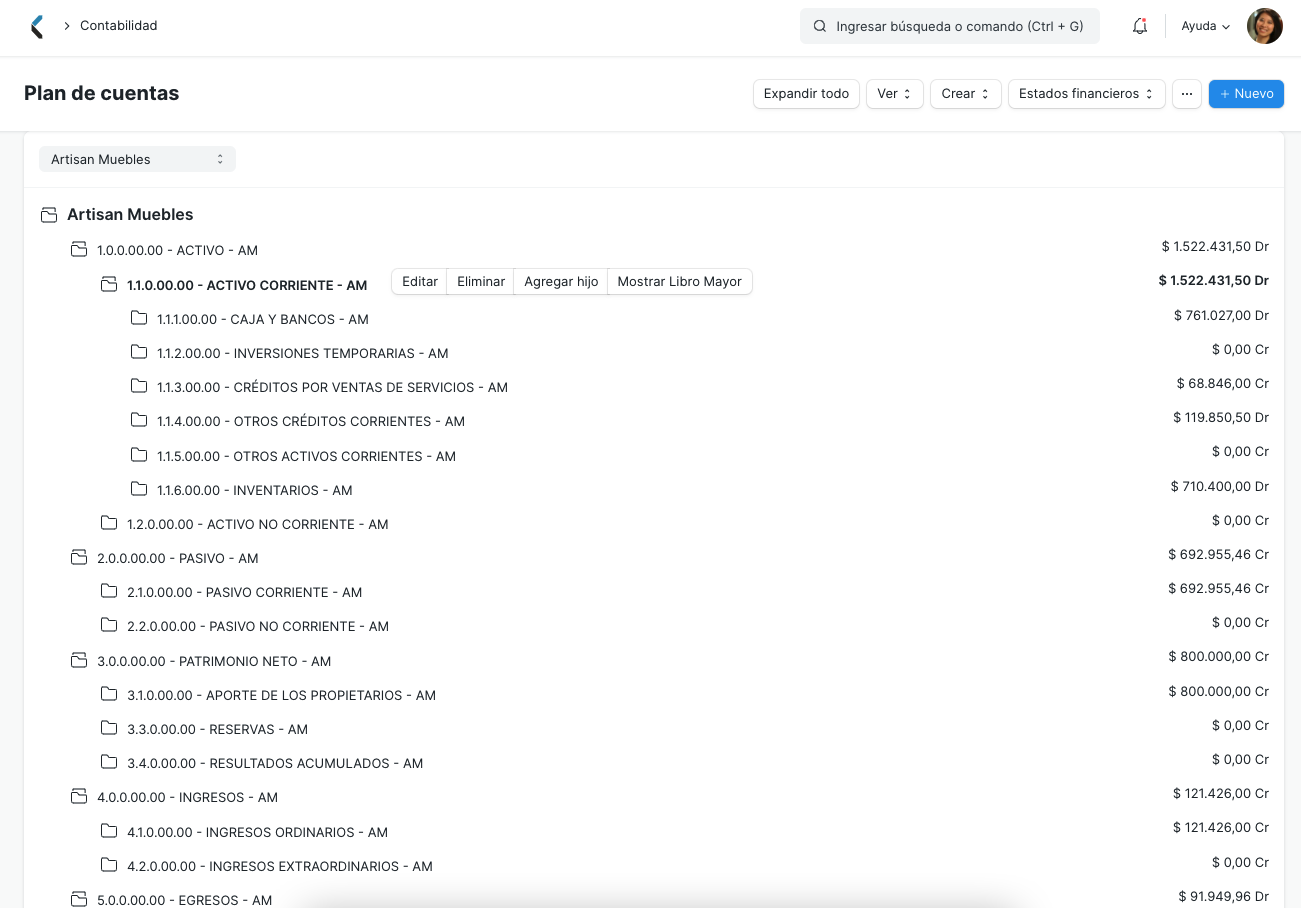 Contabilidad
Ingresar búsqueda o comando (Ctrl + G)
Ayuda
Plan de cuentas
Expandir todo
Ver
Crear
Estados financieros
···
+ Nuevo
Artisan Muebles
Artisan Muebles
1.0.0.00.00 - ACTIVO - AM $ 1.522.431,50 Dr
1.1.0.00.00 - ACTIVO CORRIENTE - AM Editar Eliminar Agregar hijo Mostrar Libro Mayor $ 1.522.431,50 Dr
1.1.1.00.00 - CAJA Y BANCOS - AM $ 761.027,00 Dr
1.1.2.00.00 - INVERSIONES TEMPORARIAS - AM $ 0,00 Cr
1.1.3.00.00 - CRÉDITOS POR VENTAS DE SERVICIOS - AM $ 68.846,00 Cr
1.1.4.00.00 - OTROS CRÉDITOS CORRIENTES - AM $ 119.850,50 Dr
1.1.5.00.00 - OTROS ACTIVOS CORRIENTES - AM $ 0,00 Cr
1.1.6.00.00 - INVENTARIOS - AM $ 710.400,00 Dr
1.2.0.00.00 - ACTIVO NO CORRIENTE - AM $ 0,00 Cr
2.0.0.00.00 - PASIVO - AM $ 692.955,46 Cr
2.1.0.00.00 - PASIVO CORRIENTE - AM $ 692.955,46 Cr
2.2.0.00.00 - PASIVO NO CORRIENTE - AM $ 0,00 Cr
3.0.0.00.00 - PATRIMONIO NETO - AM $ 800.000,00 Cr
3.1.0.00.00 - APORTE DE LOS PROPIETARIOS - AM $ 800.000,00 Cr
3.3.0.00.00 - RESERVAS - AM $ 0,00 Cr
3.4.0.00.00 - RESULTADOS ACUMULADOS - AM $ 0,00 Cr
4.0.0.00.00 - INGRESOS - AM $ 121.426,00 Cr
4.1.0.00.00 - INGRESOS ORDINARIOS - AM $ 121.426,00 Cr
4.2.0.00.00 - INGRESOS EXTRAORDINARIOS - AM $ 0,00 Cr
5.0.0.00.00 - EGRESOS - AM $ 91.949,96 Dr